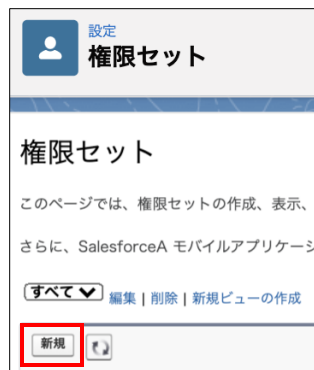 設定
権限セット
権限セット
このページでは、権限セットの作成、表示、
さらに、SalesforceA モバイルアプリケーシ
すべて 編集 | 削除 | 新規ビューの作成
新規